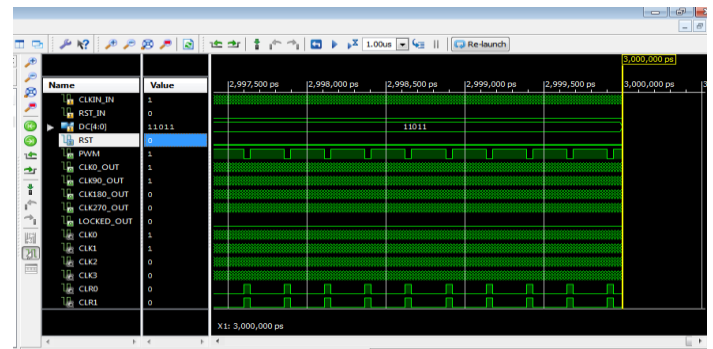 1.00us Re-launch
3,000,000 ps
Name Value
2,997,500 ps 2,998,000 ps 2,998,500 ps 2,999,000 ps 2,999,500 ps 3,000,000 ps 3
CLKIN_IN 1
RST_IN 0
DC[4:0] 11011 11011
RST 0
PWM 1
CLK0_OUT 1
CLK90_OUT 1
CLK180_OUT 0
CLK270_OUT 0
LOCKED_OUT 0
CLK0 1
CLK1 1
CLK2 0
CLK3 0
CLR0 0
CLR1 0
X1: 3,000,000 ps